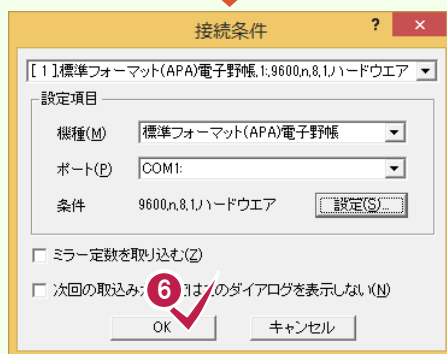 接続条件
? ×
[ 1 ]標準フォーマット(APA)電子野帳,1:,9600,n,8,1,ハードウエア
設定項目
機種(M) 標準フォーマット(APA)電子野帳
ポート(P) COM1:
条件 9600,n,8,1,ハードウエア 設定(S)...
ミラー定数を取り込む(Z)
次回の取込み 6 はこのダイアログを表示しない(N)
OK キャンセル